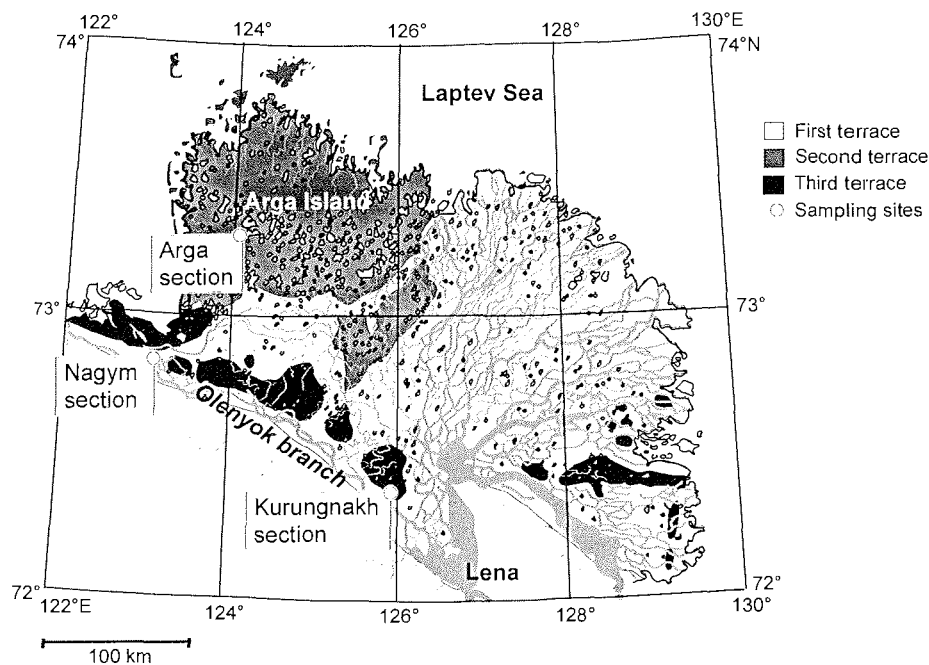 122°
124°
126°
128°
130°E
74°
74°N
Laptev Sea
First terrace
Second terrace
Third terrace
Sampling sites
Arga Island
Arga
section
73°
73°
Nagym
section
Olenyok branch
Kurungnakh
section
Lena
72°
72°
122°E
124°
126°
128°
130°
100 km